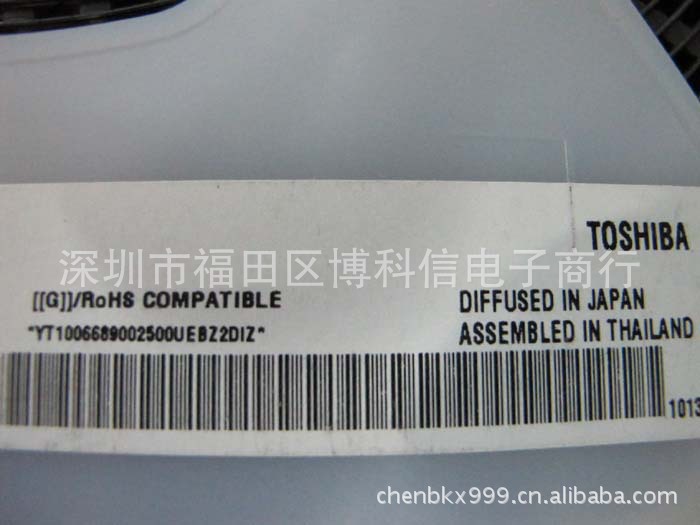 TOSHIBA
深圳市福田区博科信电子商行
[[G]]/RoHS COMPATIBLE
DIFFUSED IN JAPAN
"YT1006689002500UEBZ2DIZ"
ASSEMBLED IN THAILAND
1013
chenbkx999.cn.alibaba.com